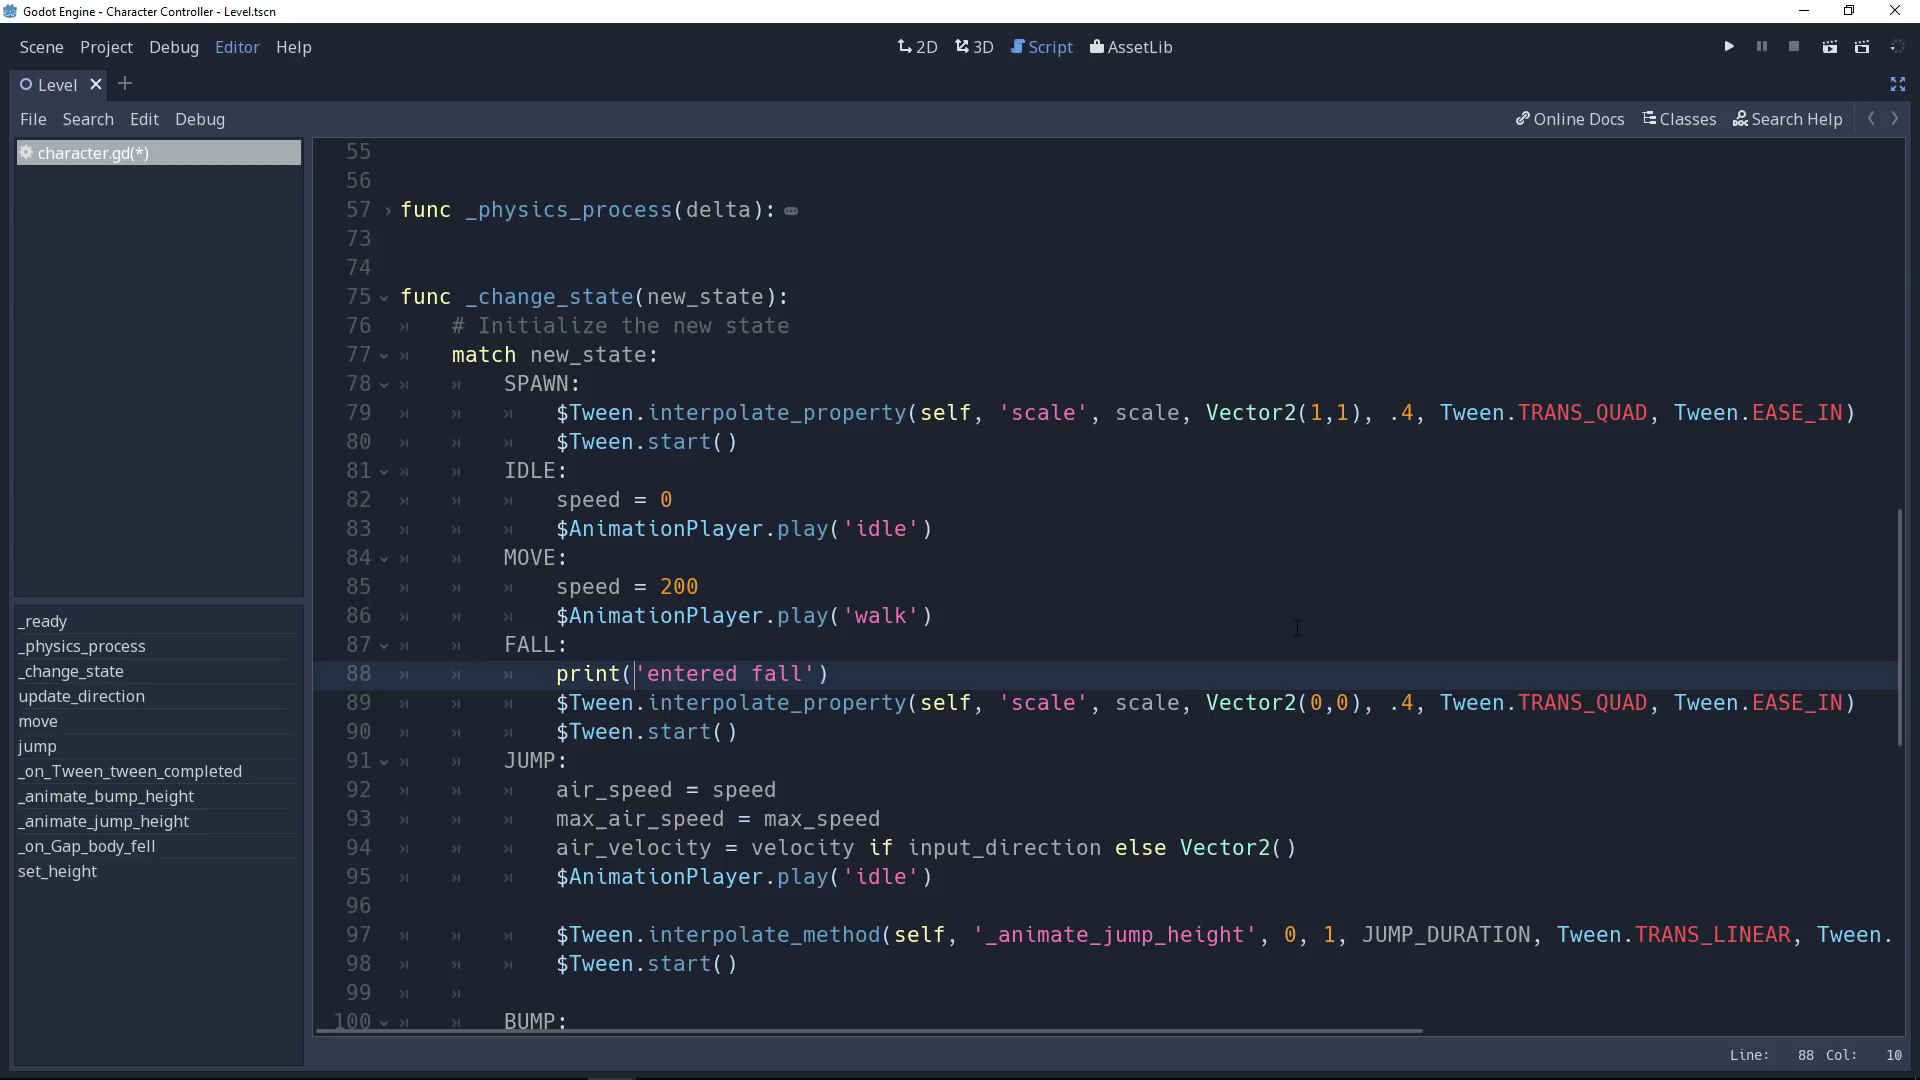 Godot Engine - Character Controller - Level.tscn
Scene Project Debug Editor Help
2D 3D Script AssetLib
Level
File Search Edit Debug
Online Docs Classes Search Help
character.gd(*)
_ready
_physics_process
_change_state
update_direction
move
jump
_on_Tween_tween_completed
_animate_bump_height
_animate_jump_height
_on_Gap_body_fell
set_height
55
56
57 func _physics_process(delta):
73
74
75 func _change_state(new_state):
76 # Initialize the new state
77 match new_state:
78 SPAWN:
79 $Tween.interpolate_property(self, 'scale', scale, Vector2(1,1), .4, Tween.TRANS_QUAD, Tween.EASE_IN)
80 $Tween.start()
81 IDLE:
82 speed = 0
83 $AnimationPlayer.play('idle')
84 MOVE:
85 speed = 200
86 $AnimationPlayer.play('walk')
87 FALL:
88 print('entered fall')
89 $Tween.interpolate_property(self, 'scale', scale, Vector2(0,0), .4, Tween.TRANS_QUAD, Tween.EASE_IN)
90 $Tween.start()
91 JUMP:
92 air_speed = speed
93 max_air_speed = max_speed
94 air_velocity = velocity if input_direction else Vector2()
95 $AnimationPlayer.play('idle')
96
97 $Tween.interpolate_method(self, '_animate_jump_height', 0, 1, JUMP_DURATION, Tween.TRANS_LINEAR, Tween.
98 $Tween.start()
99
100 BUMP:
Line: 88 Col: 10